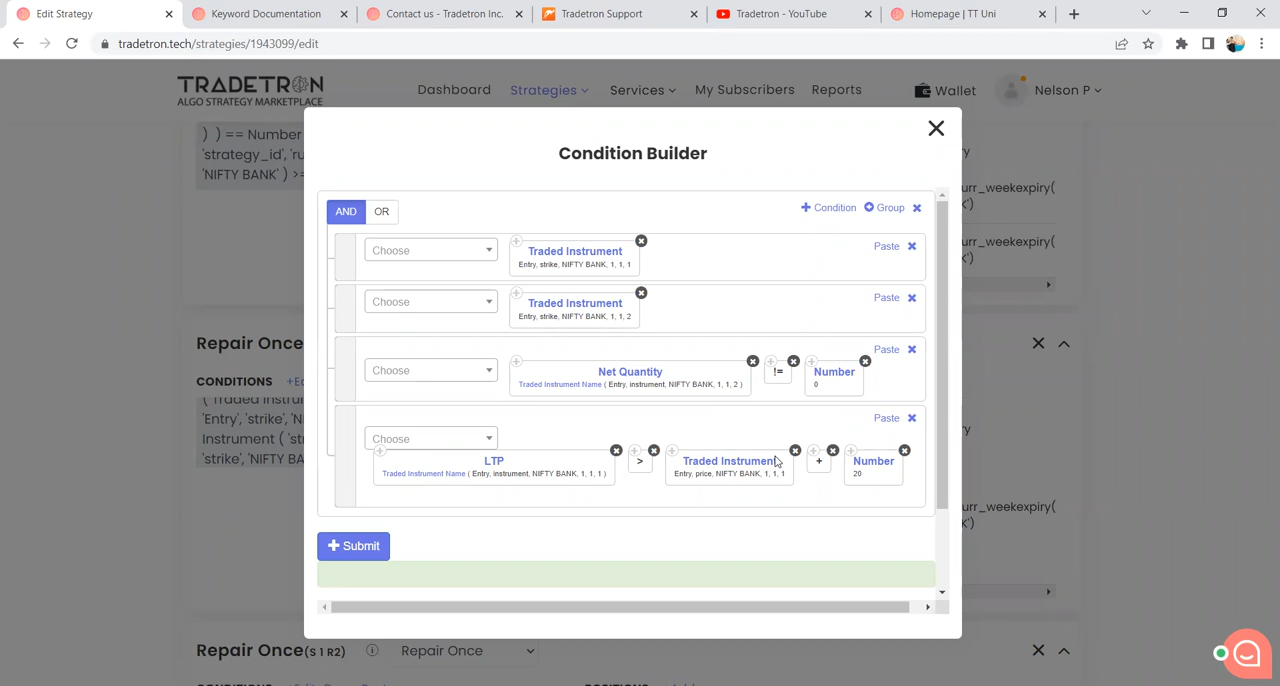 Edit Strategy
Keyword Documentation
Contact us - Tradetron Inc.
Tradetron Support
Tradetron - YouTube
Homepage | TT Uni
tradetron.tech/strategies/1943099/edit
TRADETRON
ALGO STRATEGY MARKETPLACE
Dashboard
Strategies
Services
My Subscribers
Reports
Wallet
Nelson P
) ) == Number
'strategy_id', 'ru
'NIFTY BANK' ) >=
urr_weekexpiry(
urr_weekexpiry(
Condition Builder
AND
OR
+ Condition
Group
Choose
Traded Instrument
Entry, strike, NIFTY BANK, 1, 1, 1
Paste
Choose
Traded Instrument
Entry, strike, NIFTY BANK, 1, 1, 2
Paste
Choose
Net Quantity
Traded Instrument Name ( Entry, instrument, NIFTY BANK, 1, 1, 2 )
!=
Number
0
Paste
Choose
LTP
Traded Instrument Name ( Entry, instrument, NIFTY BANK, 1, 1, 1 )
>
Traded Instrument
Entry, price, NIFTY BANK, 1, 1, 1
+
Number
20
Paste
+ Submit
Repair Once
CONDITIONS
( Traded Instrum
'Entry', 'strike', 'N
Instrument ( 'str
'strike', 'NIFTY BA
urr_weekexpiry(
Repair Once(S 1 R2)
Repair Once